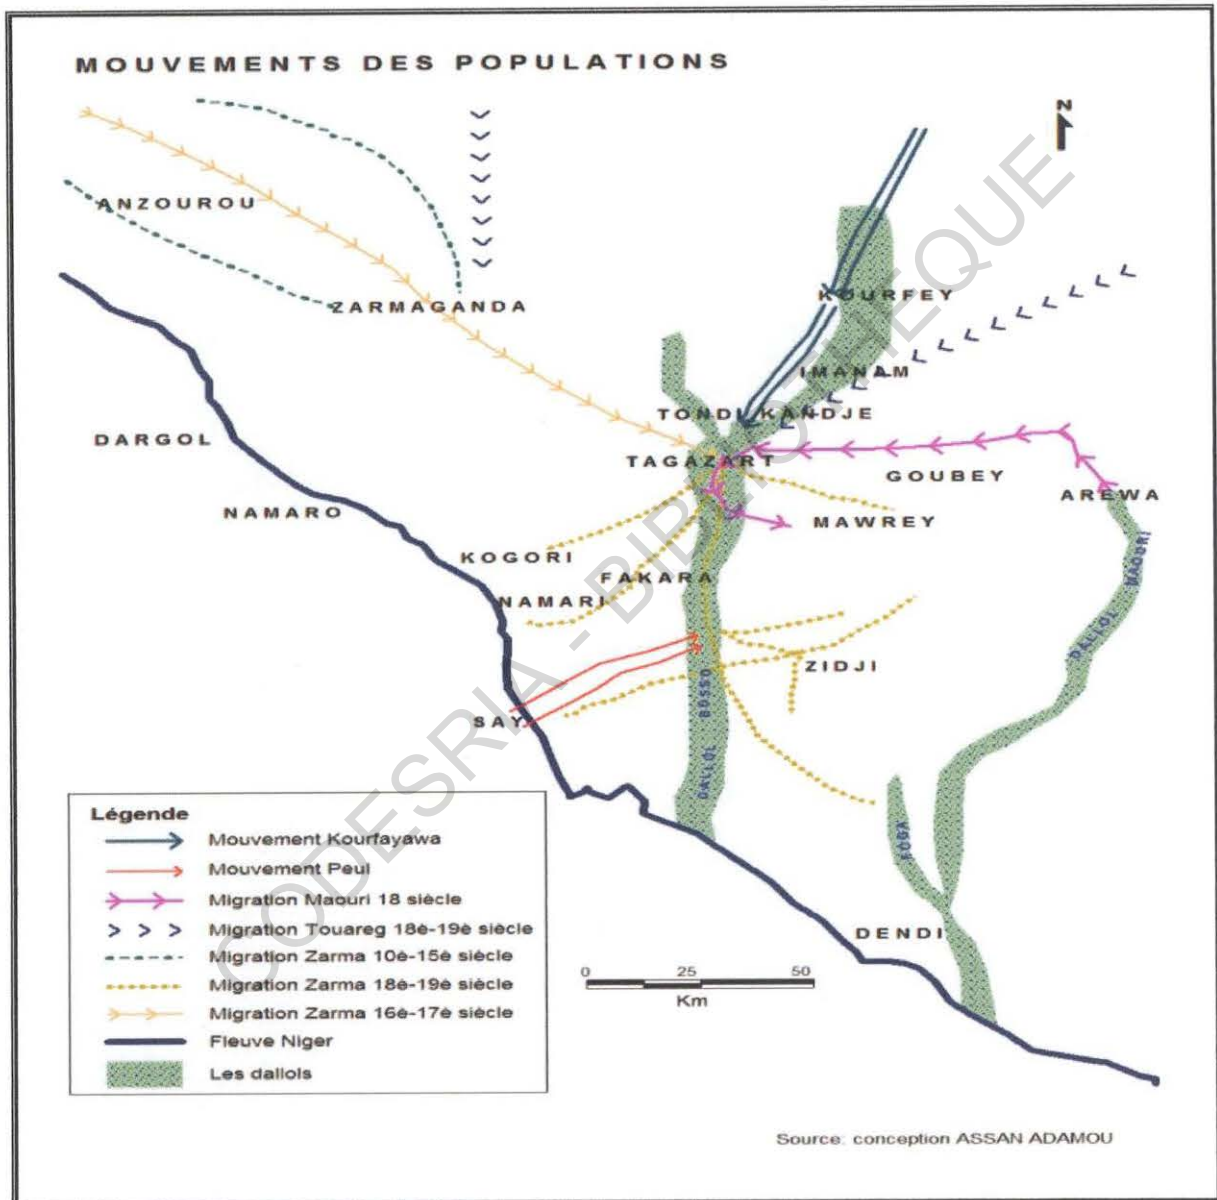 MOUVEMENTS DES POPULATIONS
N
ANZOUROU
ZARMAGANDA
KOURFEY
IMANAM
TONDI KANDJE
DARGOL
TAGAZART
GOUBEY
AREWA
NAMARO
MAWREY
KOGORI
FAKARA
NAMARI
DALLOL MAOURI
ZIDJI
SAY
DALLOL BOSSO
FOGA
DENDI
Légende
Mouvement Kourfayawa
Mouvement Peul
Migration Maouri 18 siècle
Migration Touareg 18è-19è siècle
Migration Zarma 10è-15è siècle
Migration Zarma 18è-19è siècle
Migration Zarma 16è-17è siècle
Fleuve Niger
Les dallols
0 25 50
Km
Source: conception ASSAN ADAMOU
CODESRIA - BIBLIOTHEQUE